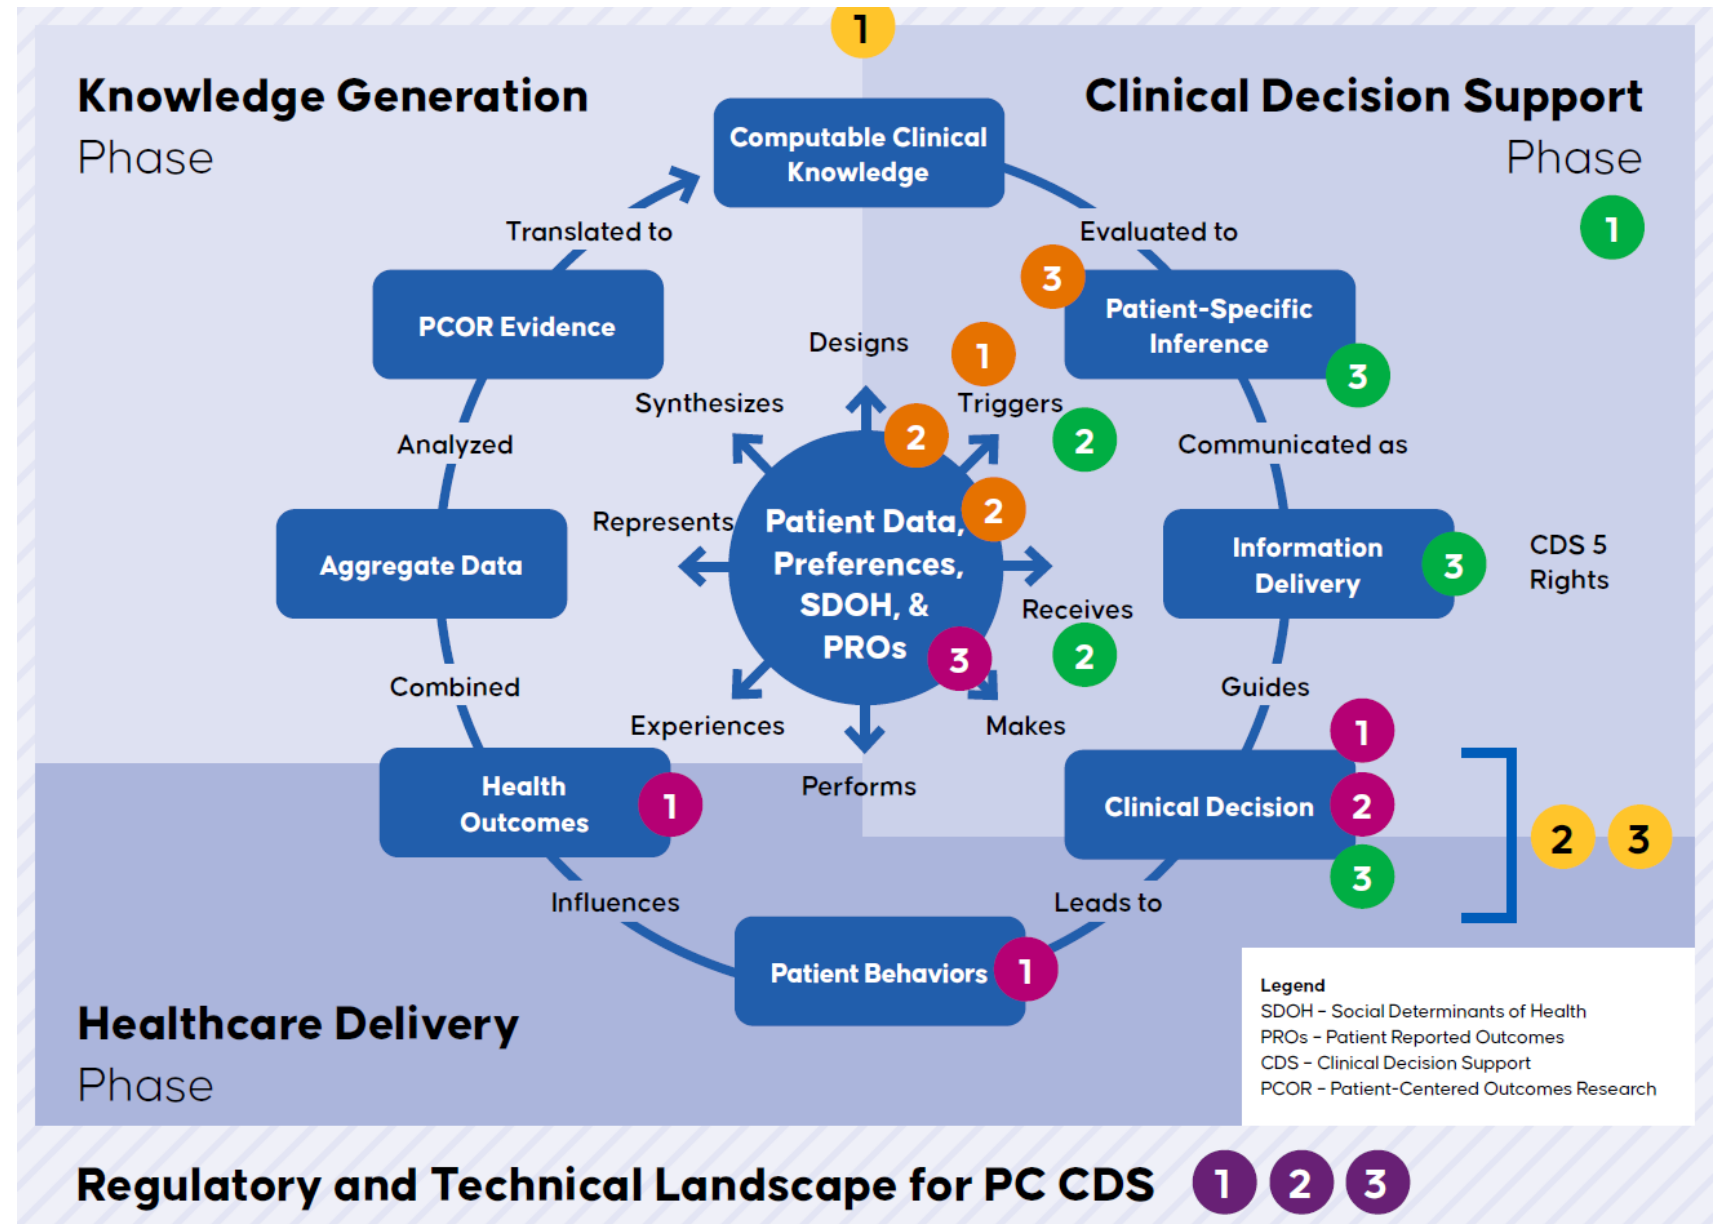 1
Knowledge Generation
Phase
Clinical Decision Support
Phase
1
Computable Clinical
Knowledge
Translated to
Evaluated to
3
PCOR Evidence
Patient-Specific
Inference
3
Designs
1
Synthesizes
Triggers
2
2
Analyzed
Communicated as
Represents
2
Patient Data,
Preferences,
SDOH, &
PROs
3
Aggregate Data
Information
Delivery
3
CDS 5
Rights
Receives
2
Combined
Guides
Experiences
Makes
1
Performs
Health
Outcomes
1
Clinical Decision
2
3
2
3
Influences
Leads to
Patient Behaviors
1
Healthcare Delivery
Phase
Legend
SDOH – Social Determinants of Health
PROs – Patient Reported Outcomes
CDS – Clinical Decision Support
PCOR – Patient-Centered Outcomes Research
Regulatory and Technical Landscape for PC CDS 1 2 3